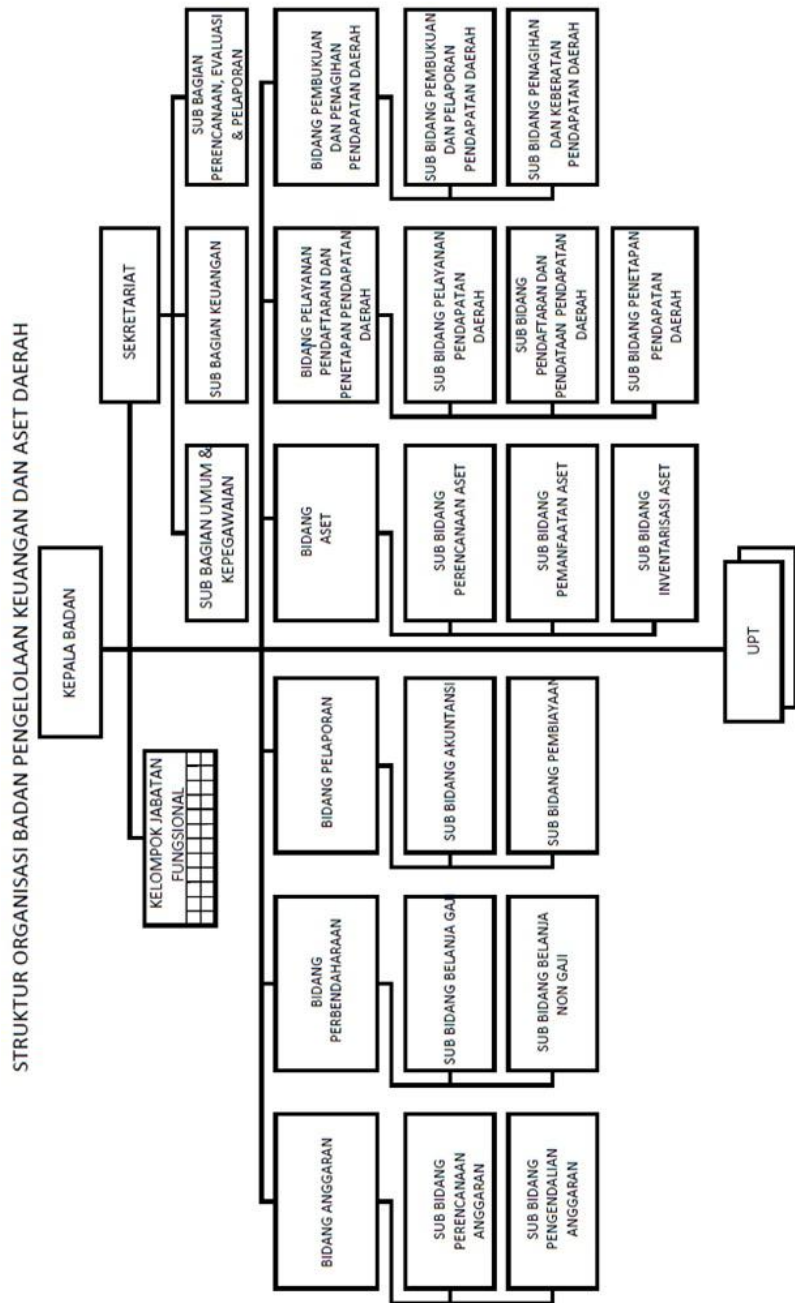 STRUKTUR ORGANISASI BADAN PENGELOLAAN KEUANGAN DAN ASET DAERAH
KEPALA BADAN
KELOMPOK JABATAN
FUNGSIONAL
SEKRETARIAT
SUB BAGIAN UMUM &
KEPEGAWAIAN
SUB BAGIAN KEUANGAN
SUB BAGIAN
PERENCANAAN, EVALUASI
& PELAPORAN
BIDANG ANGGARAN
SUB BIDANG
PERENCANAAN
ANGGARAN
SUB BIDANG
PENGENDALIAN
ANGGARAN
BIDANG
PERBENDAHARAAN
SUB BIDANG BELANJA GAJI
SUB BIDANG BELANJA
NON GAJI
BIDANG PELAPORAN
SUB BIDANG AKUNTANSI
SUB BIDANG PEMBIAYAAN
BIDANG
ASET
SUB BIDANG
PERENCANAAN ASET
SUB BIDANG
PEMANFAATAN ASET
SUB BIDANG
INVENTARISASI ASET
BIDANG PELAYANAN
PENDAFTARAN DAN
PENETAPAN PENDAPATAN
DAERAH
SUB BIDANG PELAYANAN
PENDAPATAN
DAERAH
SUB BIDANG
PENDAFTARAN DAN
PENDATAAN PENDAPATAN
DAERAH
SUB BIDANG PENETAPAN
PENDAPATAN
DAERAH
BIDANG PEMBUKUAN
DAN PENAGIHAN
PENDAPATAN DAERAH
SUB BIDANG PEMBUKUAN
DAN PELAPORAN
PENDAPATAN DAERAH
SUB BIDANG PENAGIHAN
DAN KEBERATAN
PENDAPATAN DAERAH
UPT